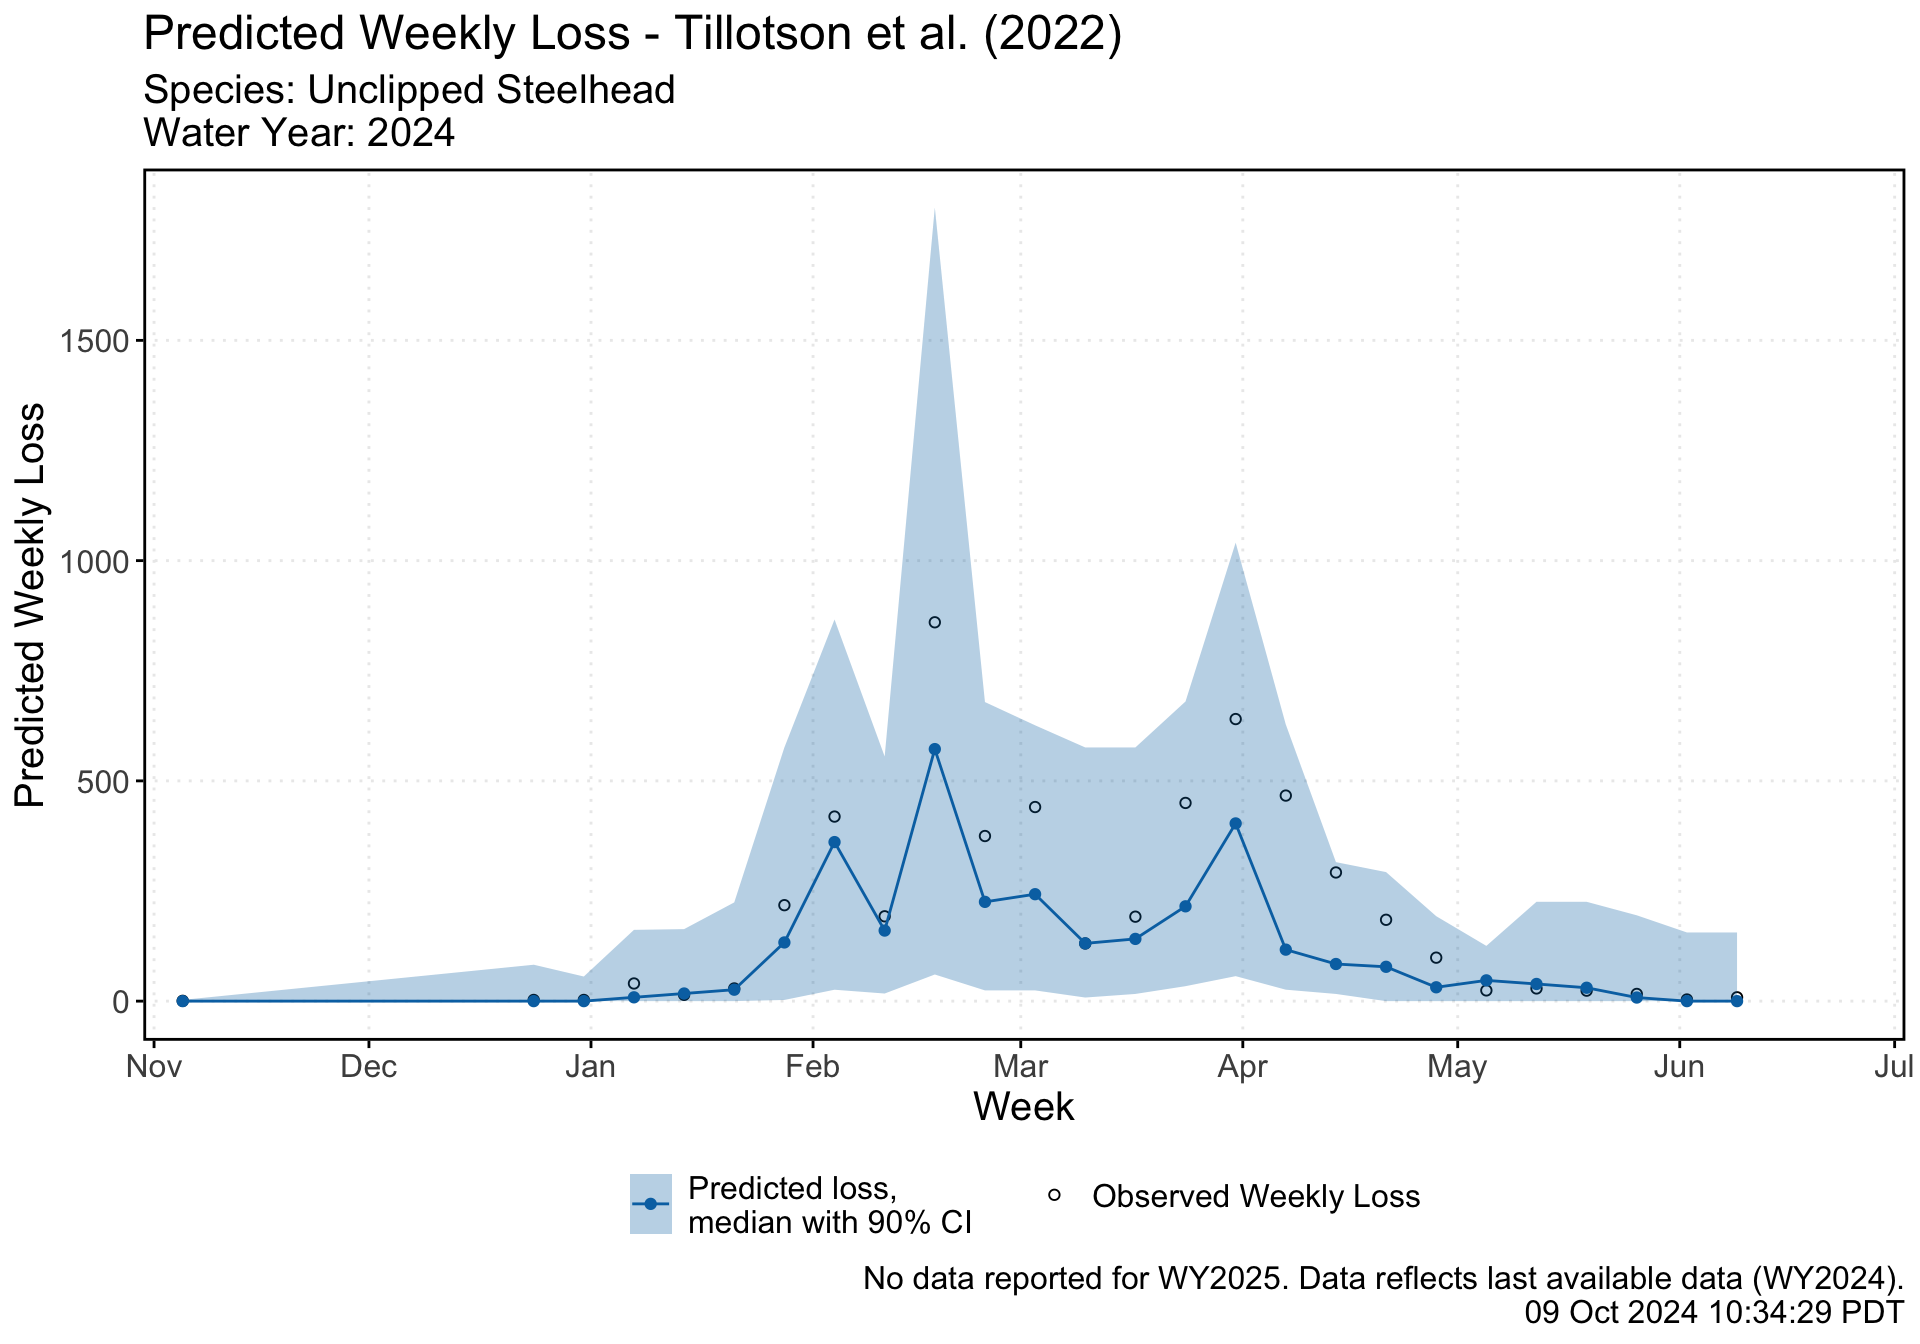 Predicted Weekly Loss - Tillotson et al. (2022)
Species: Unclipped Steelhead
Water Year: 2024
Predicted Weekly Loss
1500
1000
500
0
Nov Dec Jan Feb Mar Apr May Jun Jul
Week
Predicted loss,
median with 90% CI
Observed Weekly Loss
No data reported for WY2025. Data reflects last available data (WY2024).
09 Oct 2024 10:34:29 PDT